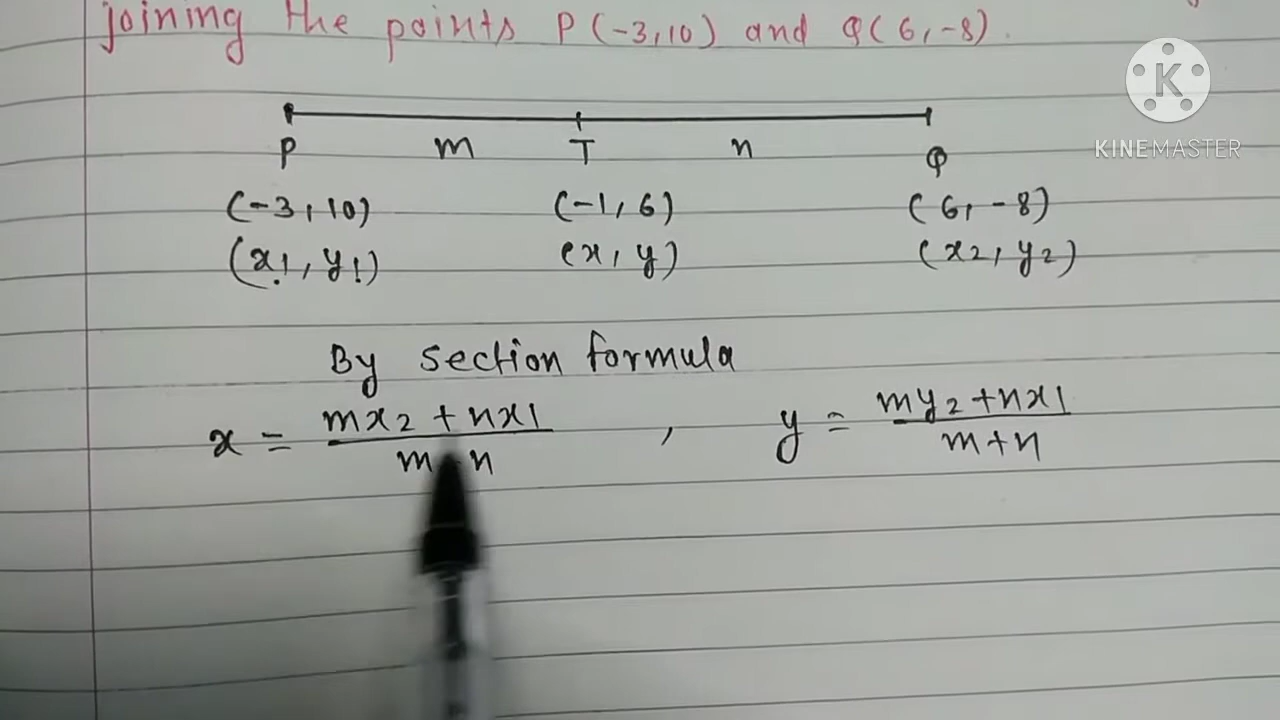 joining the points P(-3,10) and Q(6,-8).
K
KINEMASTER
P m T n Q
(-3,10) (-1,6) (6,-8)
(x1,y1) (x,y) (x2,y2)
By section formula
x = mx2+nx1 / m+n , y = my2+nx1 / m+n